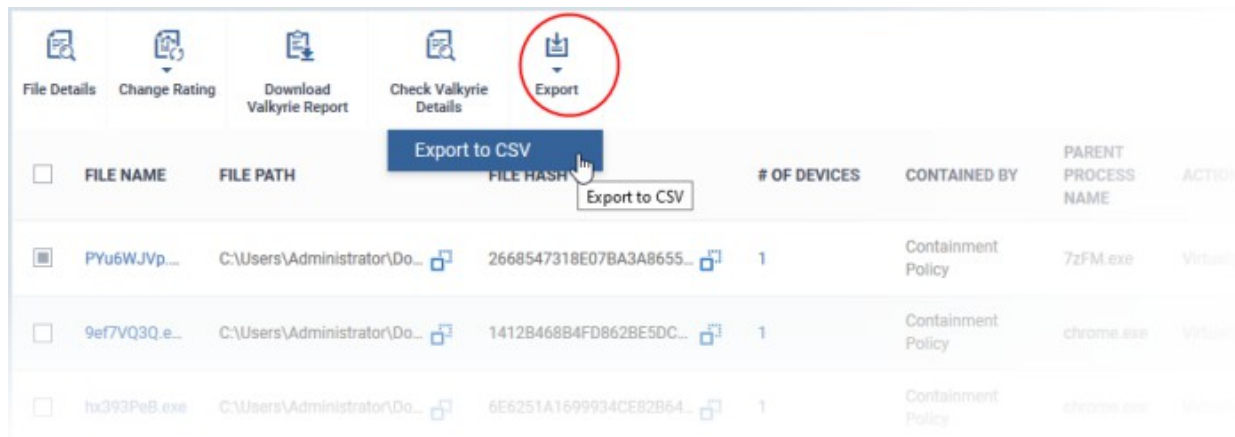 File Details Change Rating Download Valkyrie Report Check Valkyrie Details Export
Export to CSV
FILE NAME FILE PATH FILE HASH # OF DEVICES CONTAINED BY PARENT PROCESS NAME
Export to CSV
PYu6WJVp.... C:\Users\Administrator\Do... 2668547318E07BA3A8655... 1 Containment Policy 7zFM.exe
9ef7VQ3Q.e... C:\Users\Administrator\Do... 1412B468B4FD862BE5DC... 1 Containment Policy chrome.exe
hx393PeB.exe C:\Users\Administrator\Do... 6E6251A1699934CE82B64... 1 Containment Policy chrome.exe